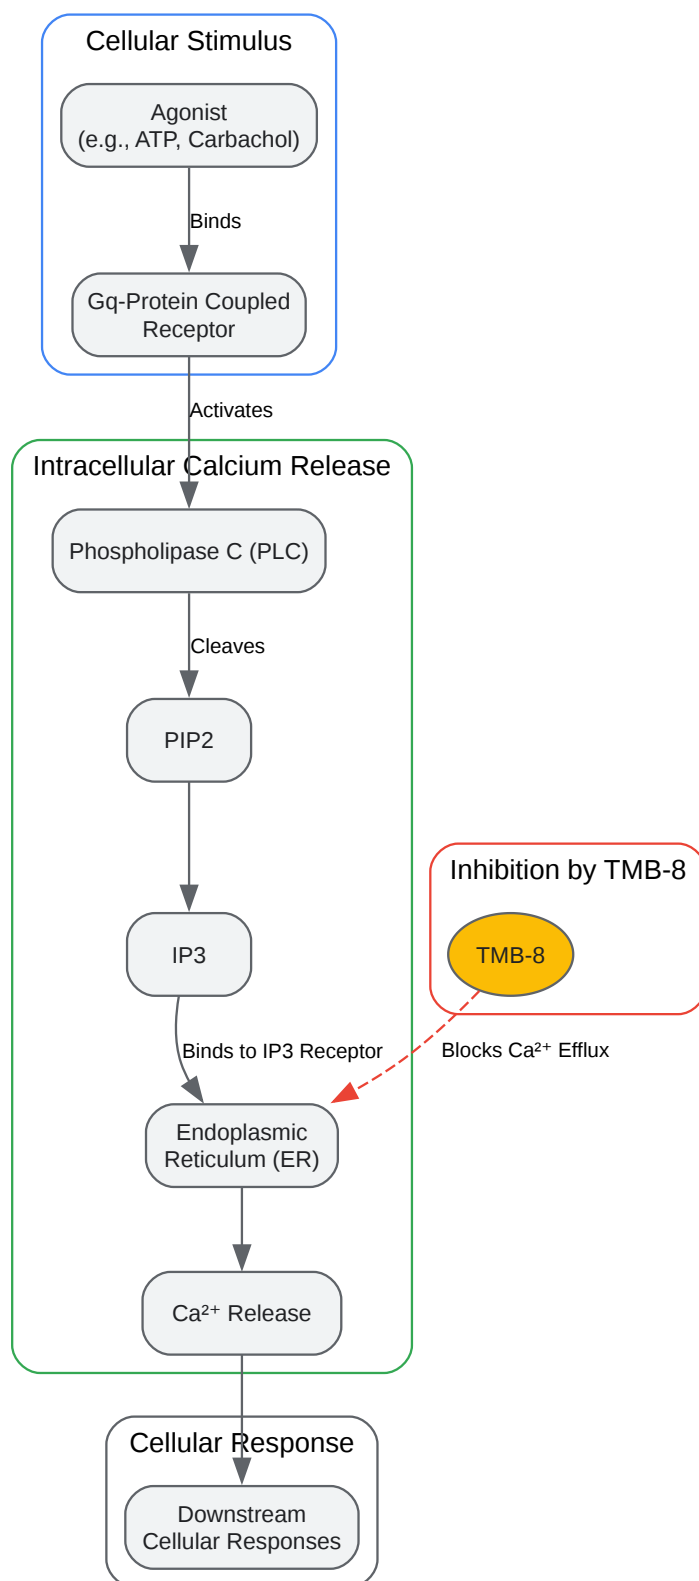 Cellular Stimulus
Agonist
(e.g., ATP, Carbachol)
Binds
Gq-Protein Coupled
Receptor
Activates
Intracellular Calcium Release
Phospholipase C (PLC)
Cleaves
PIP2
Inhibition by TMB-8
TMB-8
IP3
Binds to IP3 Receptor
Blocks Ca²⁺ Efflux
Endoplasmic
Reticulum (ER)
Ca²⁺ Release
Cellular Response
Downstream
Cellular Responses